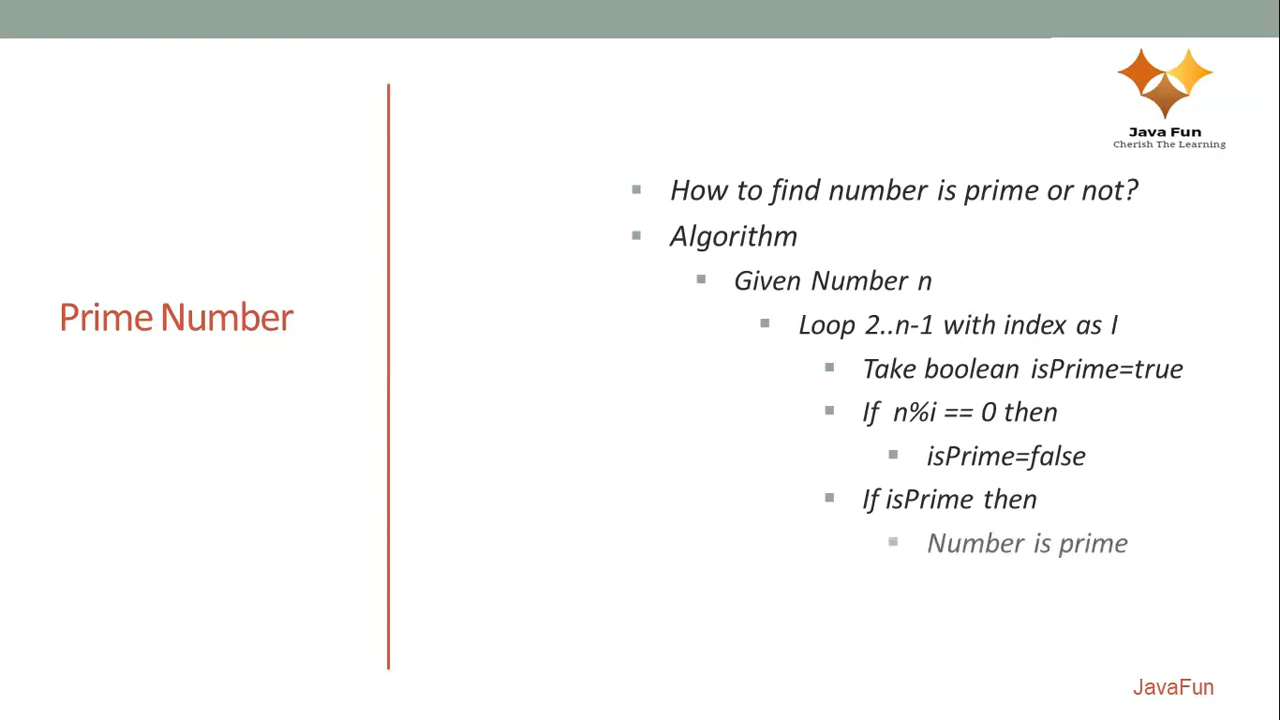 Java Fun
Cherish The Learning
How to find number is prime or not?
Algorithm
Given Number n
Prime Number
Loop 2..n-1 with index as I
Take boolean isPrime=true
If n%i == 0 then
isPrime=false
If isPrime then
Number is prime
JavaFun